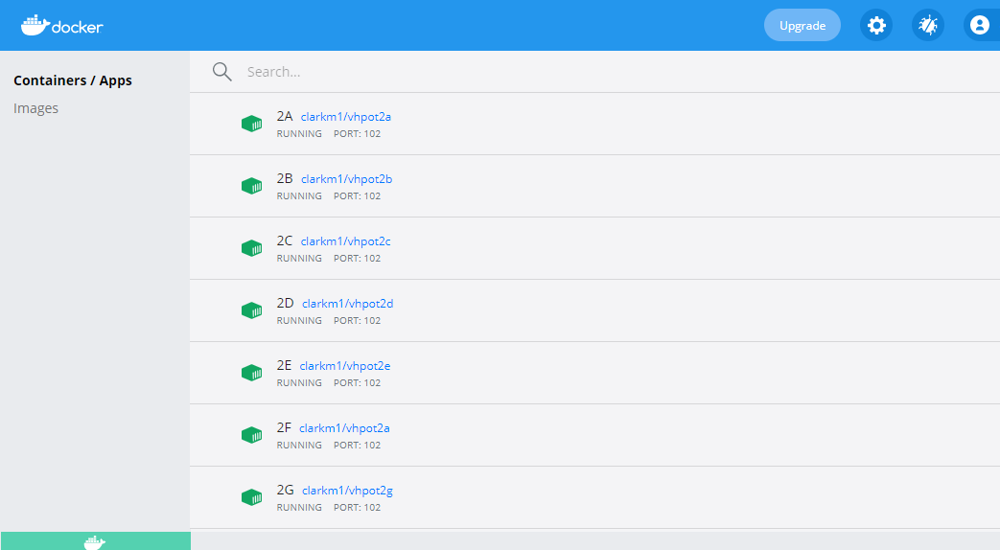 docker
Upgrade
Containers / Apps
Images
Search...
2A clarkm1/vhpot2a
RUNNING PORT: 102
2B clarkm1/vhpot2b
RUNNING PORT: 102
2C clarkm1/vhpot2c
RUNNING PORT: 102
2D clarkm1/vhpot2d
RUNNING PORT: 102
2E clarkm1/vhpot2e
RUNNING PORT: 102
2F clarkm1/vhpot2a
RUNNING PORT: 102
2G clarkm1/vhpot2g
RUNNING PORT: 102